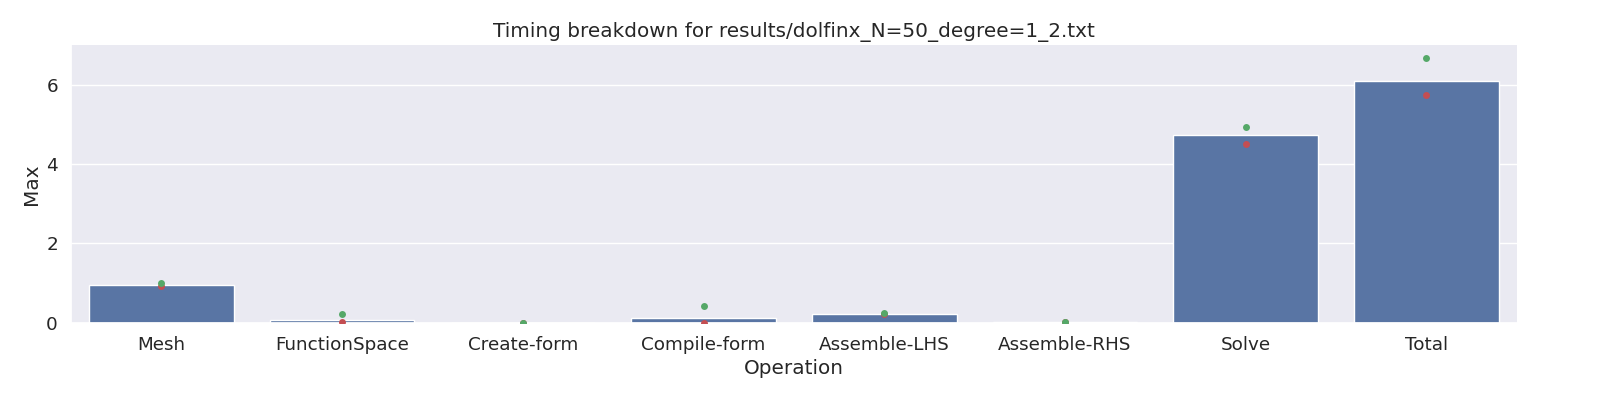 Timing breakdown for results/dolfinx_N=50_degree=1_2.txt
Max
6
4
2
0
Mesh FunctionSpace Create-form Compile-form Assemble-LHS Assemble-RHS Solve Total
Operation